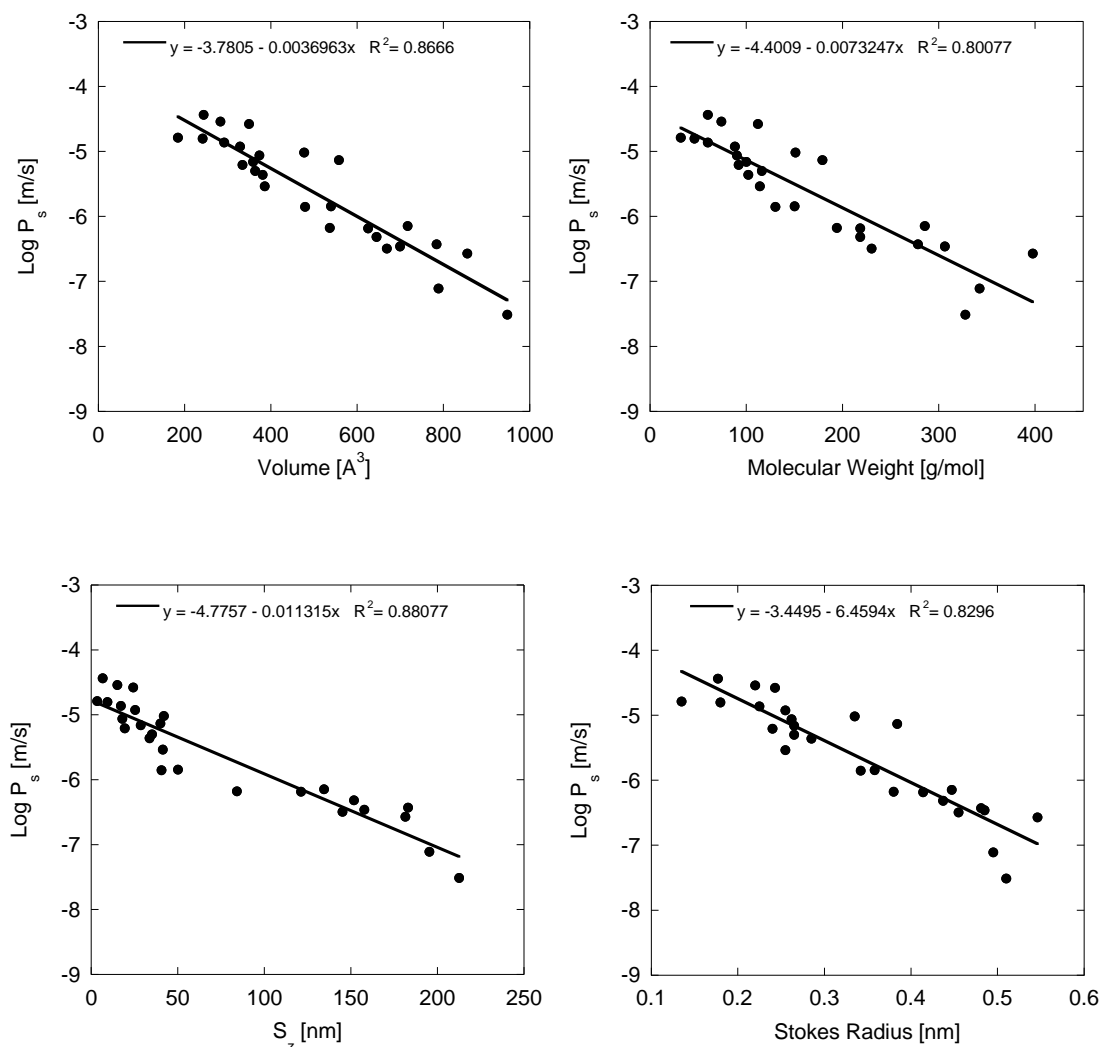 y = -3.7805 - 0.0036963x R² = 0.8666
-3
-4
-5
-6
-7
-8
-9
Log Pₛ [m/s]
0 200 400 600 800 1000
Volume [A³]
y = -4.4009 - 0.0073247x R² = 0.80077
-3
-4
-5
-6
-7
-8
-9
Log Pₛ [m/s]
0 100 200 300 400
Molecular Weight [g/mol]
y = -4.7757 - 0.011315x R² = 0.88077
-3
-4
-5
-6
-7
-8
-9
Log Pₛ [m/s]
0 50 100 150 200 250
S_z [nm]
y = -3.4495 - 6.4594x R² = 0.8296
-3
-4
-5
-6
-7
-8
-9
Log Pₛ [m/s]
0.1 0.2 0.3 0.4 0.5 0.6
Stokes Radius [nm]